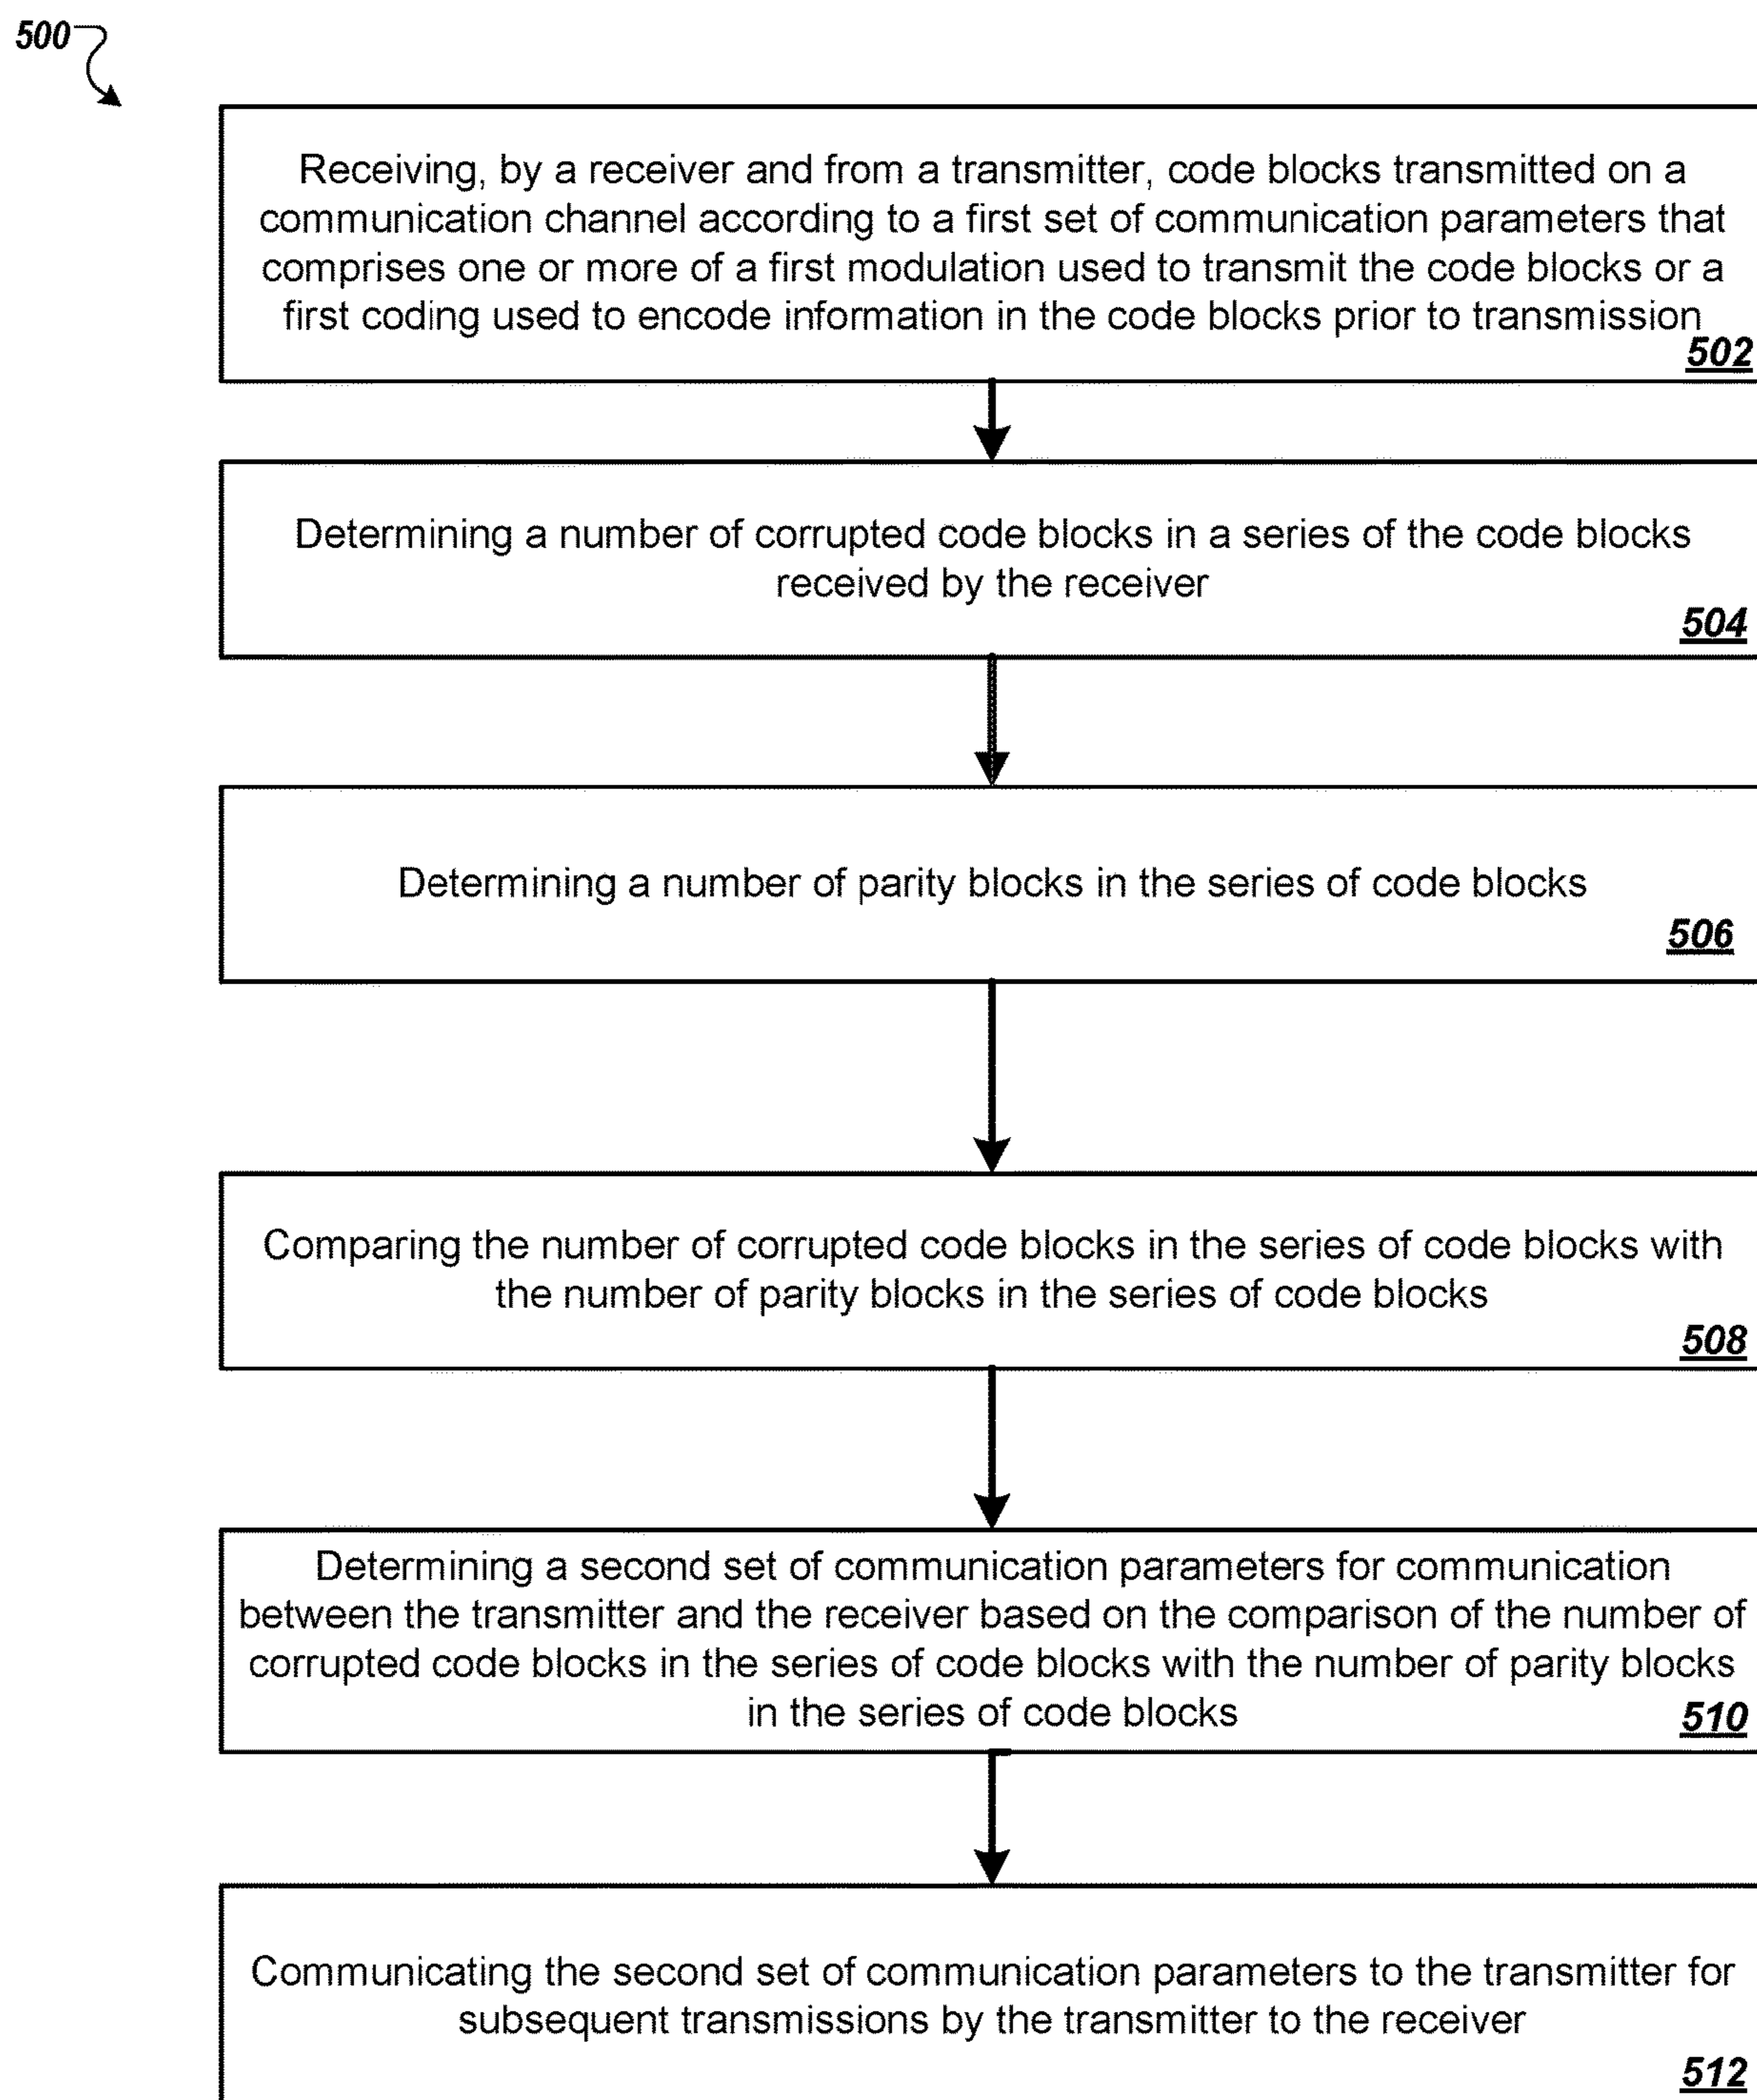 500
Receiving, by a receiver and from a transmitter, code blocks transmitted on a
communication channel according to a first set of communication parameters that
comprises one or more of a first modulation used to transmit the code blocks or a
first coding used to encode information in the code blocks prior to transmission
502
Determining a number of corrupted code blocks in a series of the code blocks
received by the receiver
504
Determining a number of parity blocks in the series of code blocks
506
Comparing the number of corrupted code blocks in the series of code blocks with
the number of parity blocks in the series of code blocks
508
Determining a second set of communication parameters for communication
between the transmitter and the receiver based on the comparison of the number of
corrupted code blocks in the series of code blocks with the number of parity blocks
in the series of code blocks
510
Communicating the second set of communication parameters to the transmitter for
subsequent transmissions by the transmitter to the receiver
512